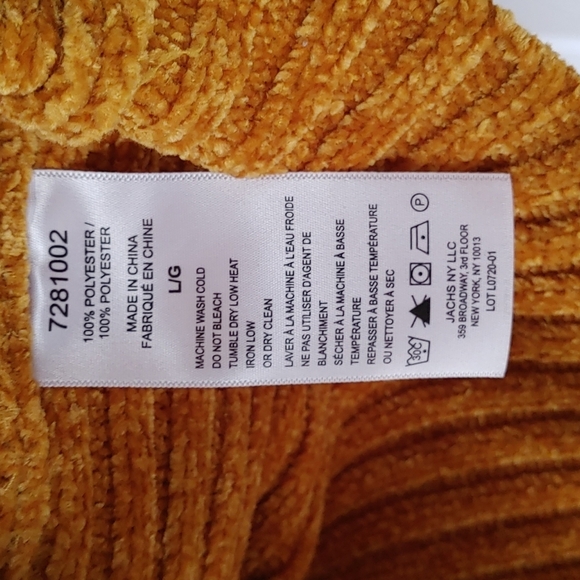 7281002
100% POLYESTER /
100% POLYESTER
MADE IN CHINA
FABRIQUÉ EN CHINE
L/G
MACHINE WASH COLD
DO NOT BLEACH
TUMBLE DRY LOW HEAT
IRON LOW
OR DRY CLEAN
LAVER À LA MACHINE À L'EAU FROIDE
NE PAS UTILISER D'AGENT DE
BLANCHIMENT
SÉCHER À LA MACHINE À BASSE
TEMPÉRATURE
REPASSER À BASSE TEMPÉRATURE
OU NETTOYER À SEC
30° P
JACHS NY LLC
359 BROADWAY, 3rd FLOOR
NEW YORK, NY 10013
LOT L0720-01